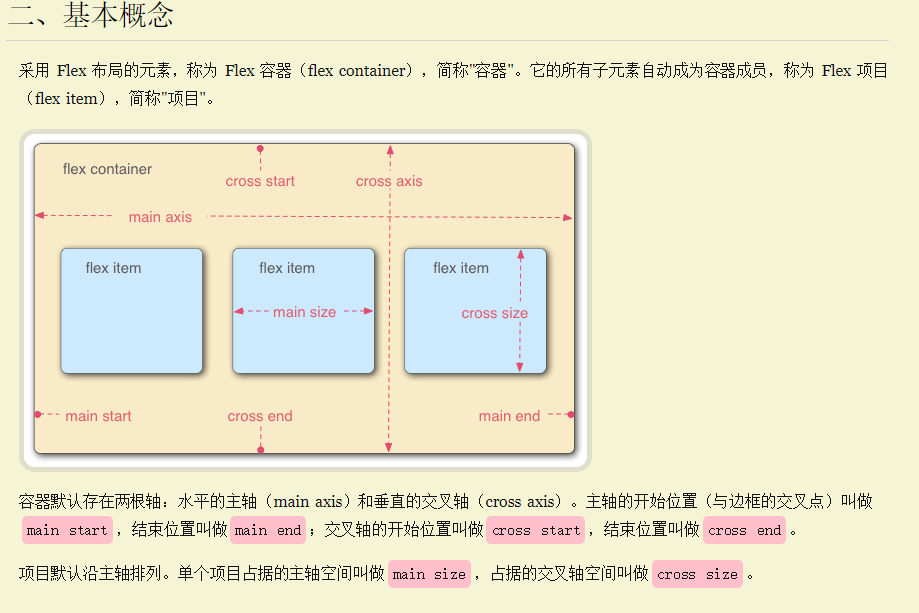 二、基本概念
采用 Flex 布局的元素，称为 Flex 容器（flex container），简称"容器"。它的所有子元素自动成为容器成员，称为 Flex 项目
（flex item），简称"项目"。
flex container
cross start
cross axis
main axis
flex item
flex item
flex item
main size
cross size
main start
cross end
main end
容器默认存在两根轴：水平的主轴（main axis）和垂直的交叉轴（cross axis）。主轴的开始位置（与边框的交叉点）叫做
main start，结束位置叫做 main end；交叉轴的开始位置叫做 cross start，结束位置叫做 cross end。
项目默认沿主轴排列。单个项目占据的主轴空间叫做 main size，占据的交叉轴空间叫做 cross size。